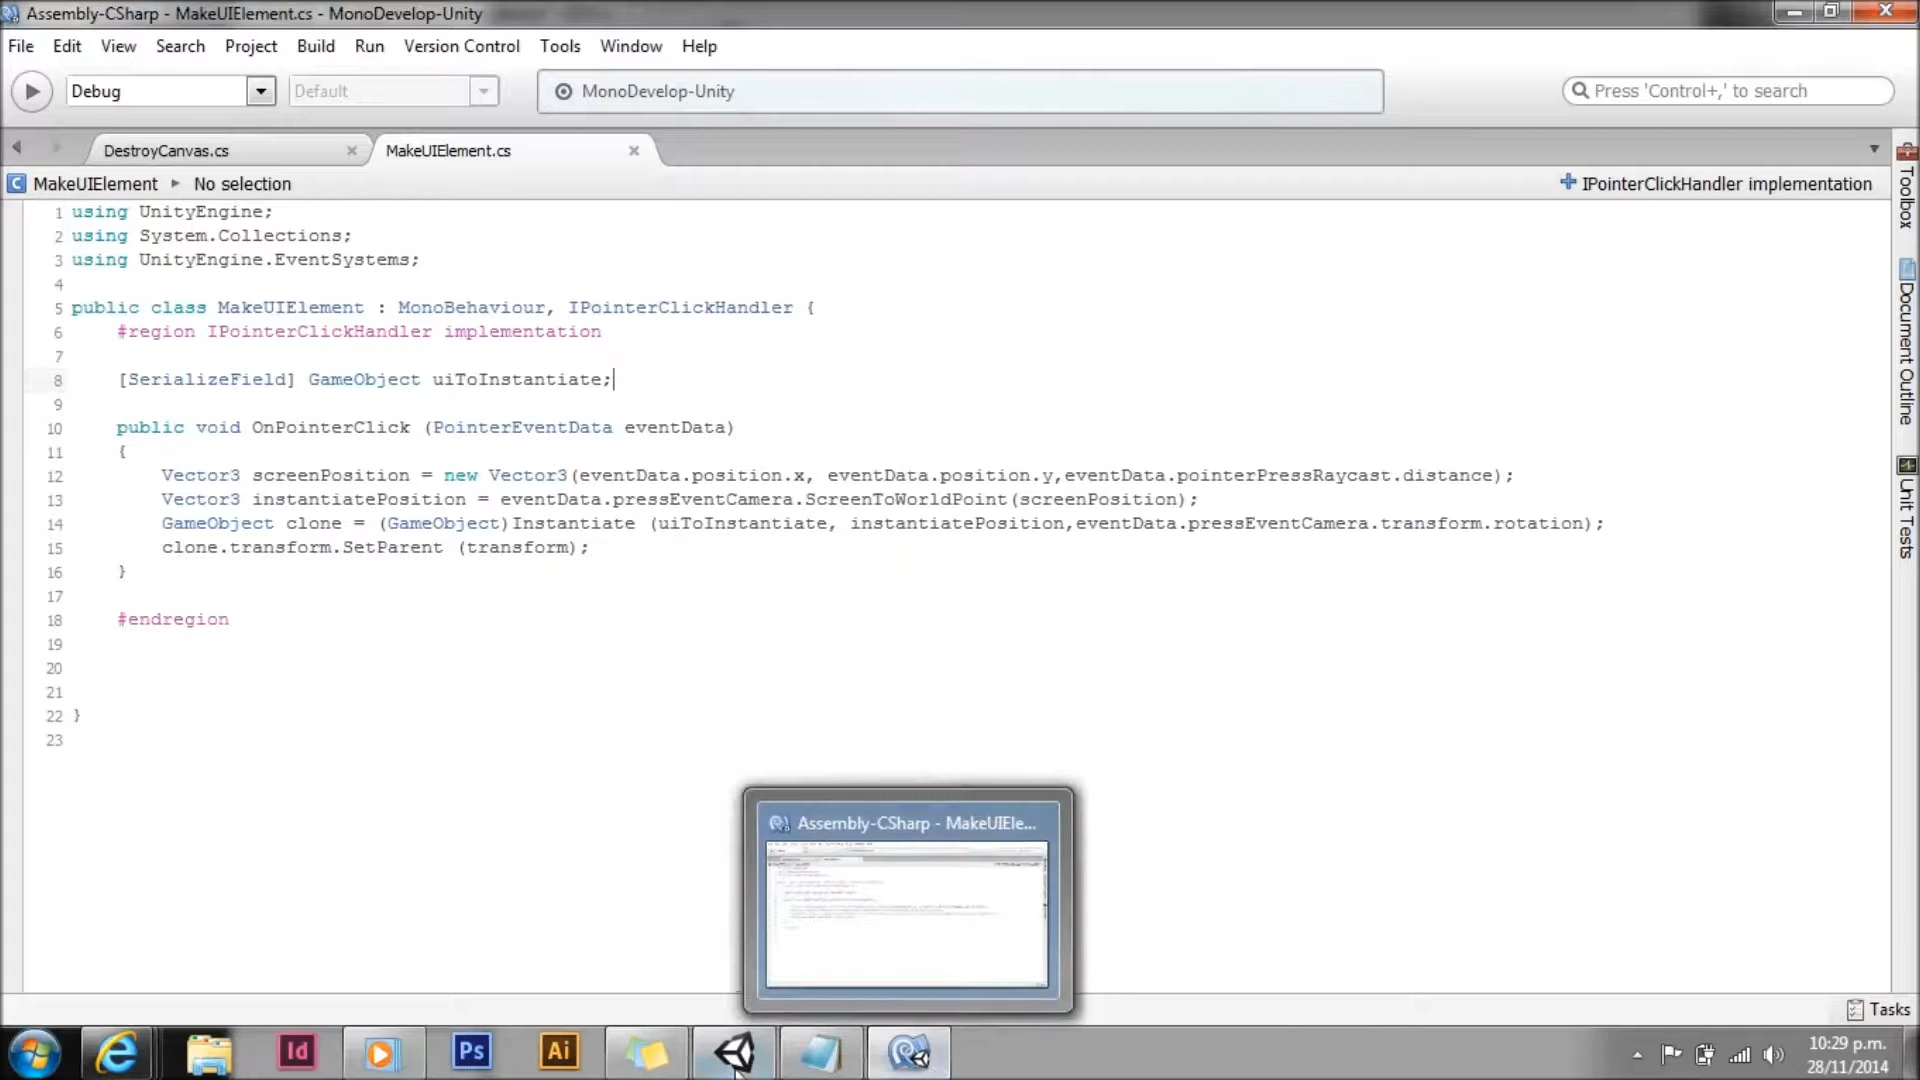 Assembly-CSharp - MakeUIElement.cs - MonoDevelop-Unity
File Edit View Search Project Build Run Version Control Tools Window Help
Debug Default MonoDevelop-Unity Press 'Control+,' to search
DestroyCanvas.cs MakeUIElement.cs
MakeUIElement No selection IPointerClickHandler implementation
1 using UnityEngine;
2 using System.Collections;
3 using UnityEngine.EventSystems;
4
5 public class MakeUIElement : MonoBehaviour, IPointerClickHandler {
6 #region IPointerClickHandler implementation
7
8 [SerializeField] GameObject uiToInstantiate;
9
10 public void OnPointerClick (PointerEventData eventData)
11 {
12 Vector3 screenPosition = new Vector3(eventData.position.x, eventData.position.y,eventData.pointerPressRaycast.distance);
13 Vector3 instantiatePosition = eventData.pressEventCamera.ScreenToWorldPoint(screenPosition);
14 GameObject clone = (GameObject)Instantiate (uiToInstantiate, instantiatePosition,eventData.pressEventCamera.transform.rotation);
15 clone.transform.SetParent (transform);
16 }
17
18 #endregion
19
20
21
22 }
23
Toolbox
Document Outline
Unit Tests
Assembly-CSharp - MakeUIEle...
Tasks
Id Ps Ai
10:29 p.m.
28/11/2014